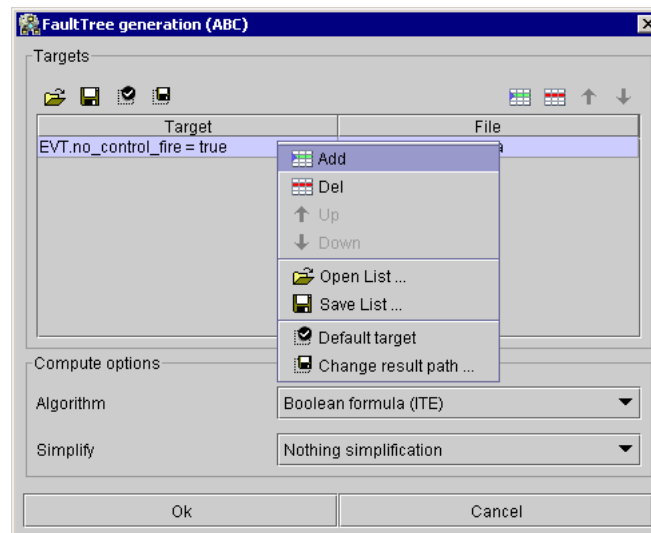 FaultTree generation (ABC)
Targets
Target File
EVT.no_control_fire = true
Add
Del
Up
Down
Open List ...
Save List ...
Default target
Change result path ...
Compute options
Algorithm Boolean formula (ITE)
Simplify Nothing simplification
Ok Cancel